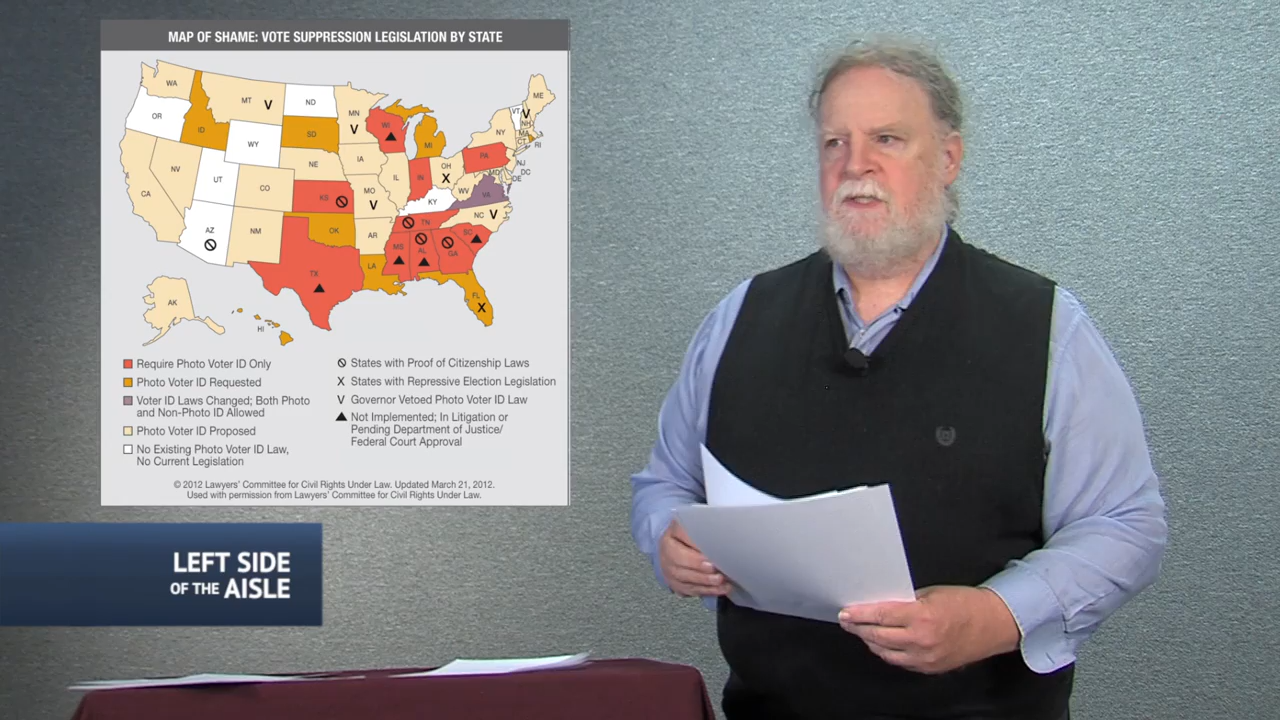 MAP OF SHAME: VOTE SUPPRESSION LEGISLATION BY STATE
WA
MT V
ND
MN V
ME
OR
ID
SD
WI
MI
VT V
NH
NY
MA
CT
RI
WY
NV
NE
IA
PA
NJ
DC
DE
MD
UT
CO
IL
IN
OH X
WV
VA
CA
KS
MO V
KY
NC V
AZ
NM
OK
AR
TN
SC
MS
AL
GA
TX
LA
FL X
AK
HI
Require Photo Voter ID Only
Photo Voter ID Requested
Voter ID Laws Changed; Both Photo
and Non-Photo ID Allowed
Photo Voter ID Proposed
No Existing Photo Voter ID Law,
No Current Legislation
States with Proof of Citizenship Laws
X States with Repressive Election Legislation
V Governor Vetoed Photo Voter ID Law
Not Implemented; In Litigation or
Pending Department of Justice/
Federal Court Approval
© 2012 Lawyers' Committee for Civil Rights Under Law. Updated March 21, 2012.
Used with permission from Lawyers' Committee for Civil Rights Under Law.
LEFT SIDE
OF THE AISLE